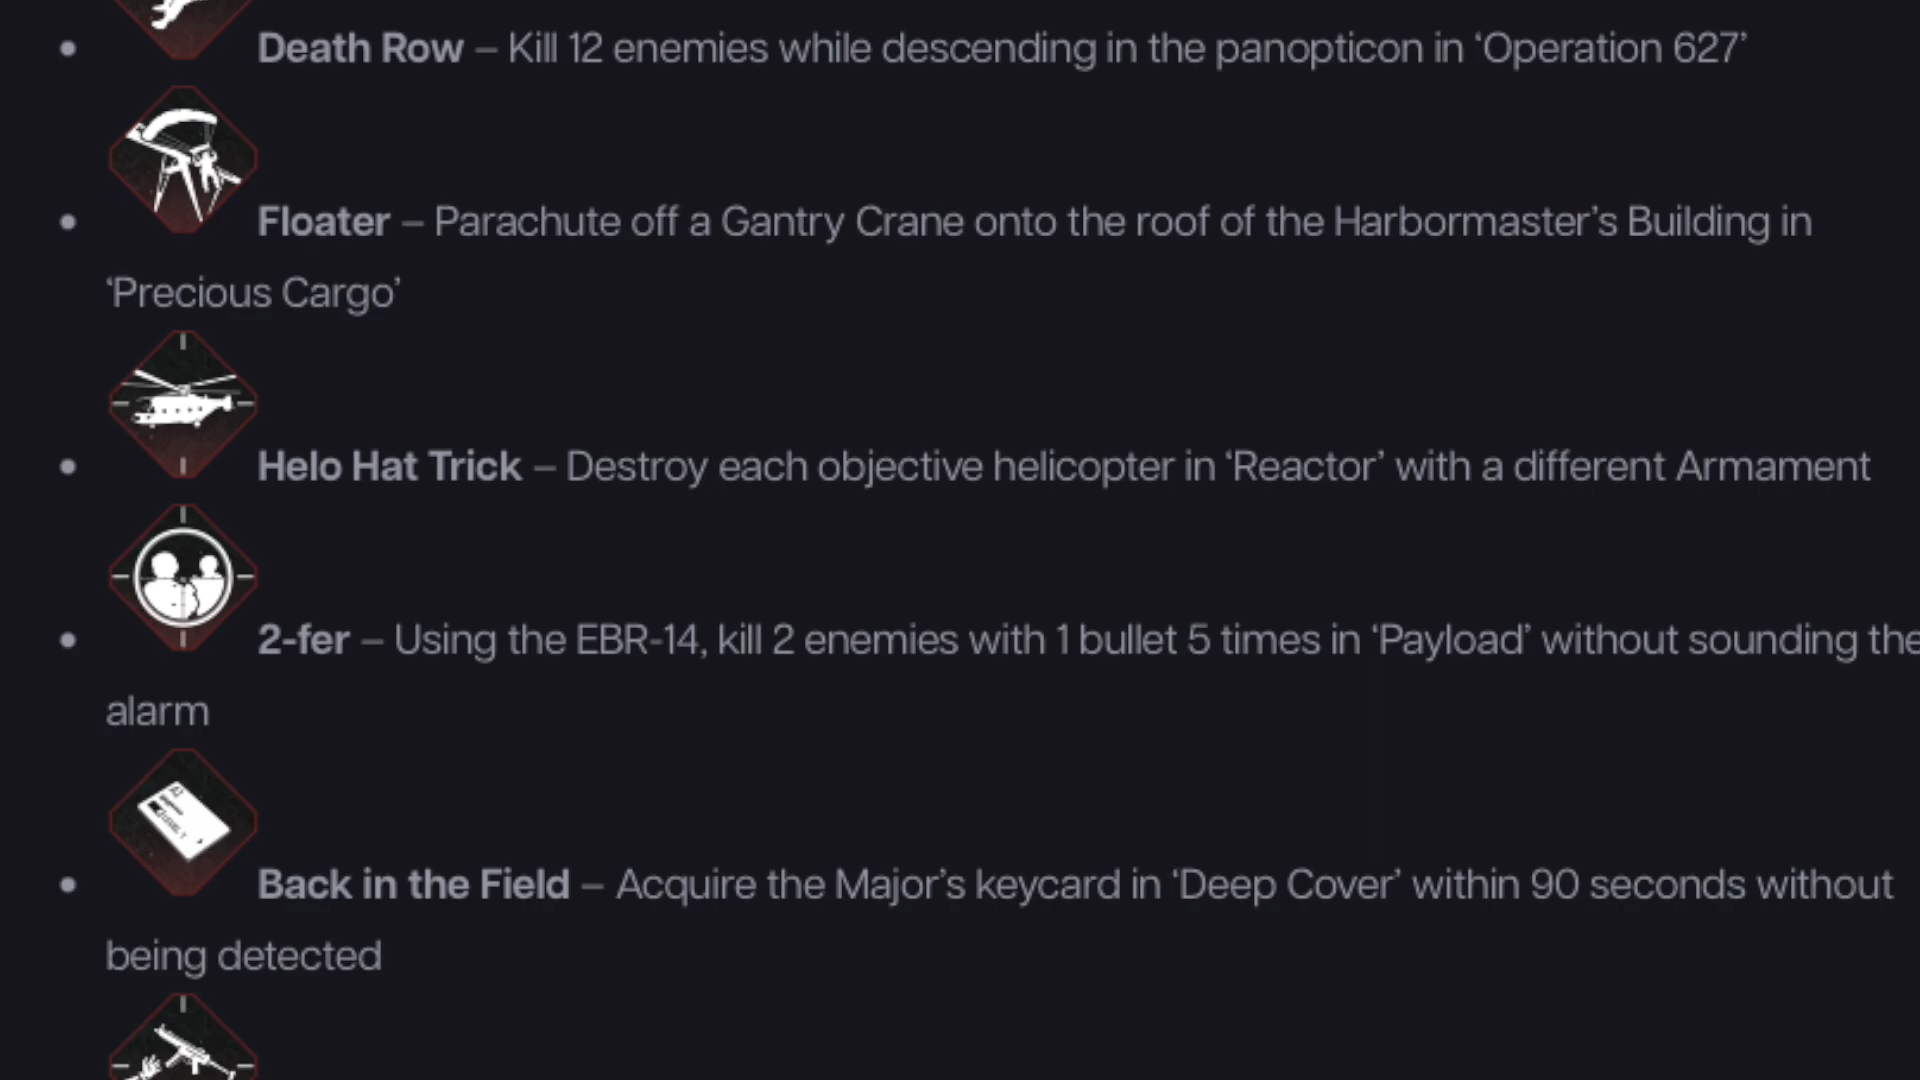 Death Row – Kill 12 enemies while descending in the panopticon in ‘Operation 627’
Floater – Parachute off a Gantry Crane onto the roof of the Harbormaster’s Building in
‘Precious Cargo’
Helo Hat Trick – Destroy each objective helicopter in ‘Reactor’ with a different Armament
2-fer – Using the EBR-14, kill 2 enemies with 1 bullet 5 times in ‘Payload’ without sounding the
alarm
Back in the Field – Acquire the Major’s keycard in ‘Deep Cover’ within 90 seconds without
being detected